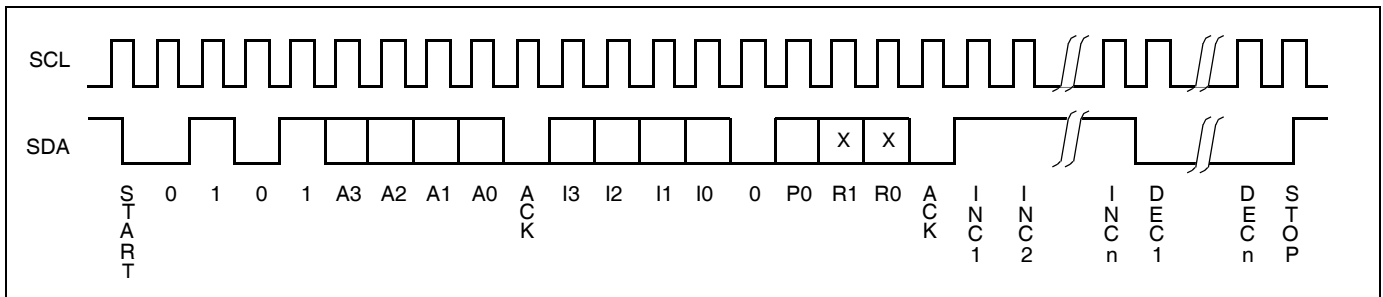 SCL
SDA
X X
START 0 1 0 1 A3 A2 A1 A0 ACK I3 I2 I1 I0 0 P0 R1 R0 ACK INC1 INC2 INCn DEC1 DECn STOP